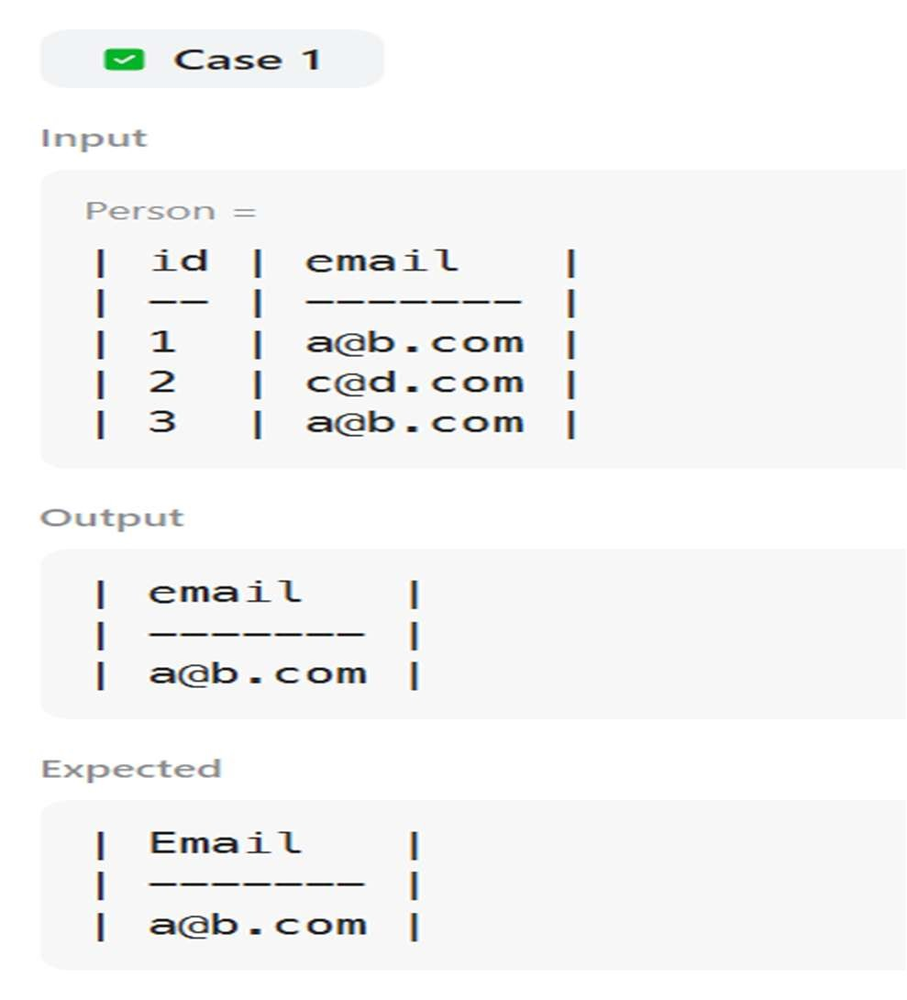 ✅ Case 1
Input
Person =
| id | email   |
| -- | ------- |
| 1  | a@b.com |
| 2  | c@d.com |
| 3  | a@b.com |
Output
| email   |
| ------- |
| a@b.com |
Expected
| Email   |
| ------- |
| a@b.com |